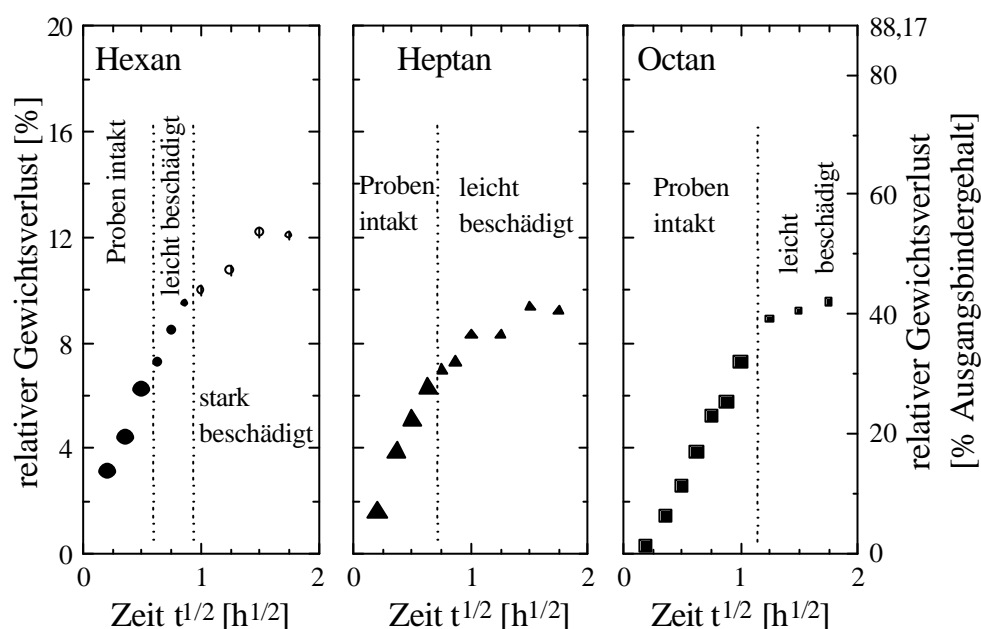 20
16
12
8
4
0
relativer Gewichtsverlust [%]
Hexan
Proben intakt
leicht beschädigt
stark
beschädigt
0
1
2
Zeit t1/2 [h1/2]
Heptan
Proben
intakt
leicht
beschädigt
0
1
2
Zeit t1/2 [h1/2]
Octan
Proben
intakt
leicht
beschädigt
0
1
2
Zeit t1/2 [h1/2]
88,17
80
60
40
20
0
relativer Gewichtsverlust
[% Ausgangsbindergehalt]